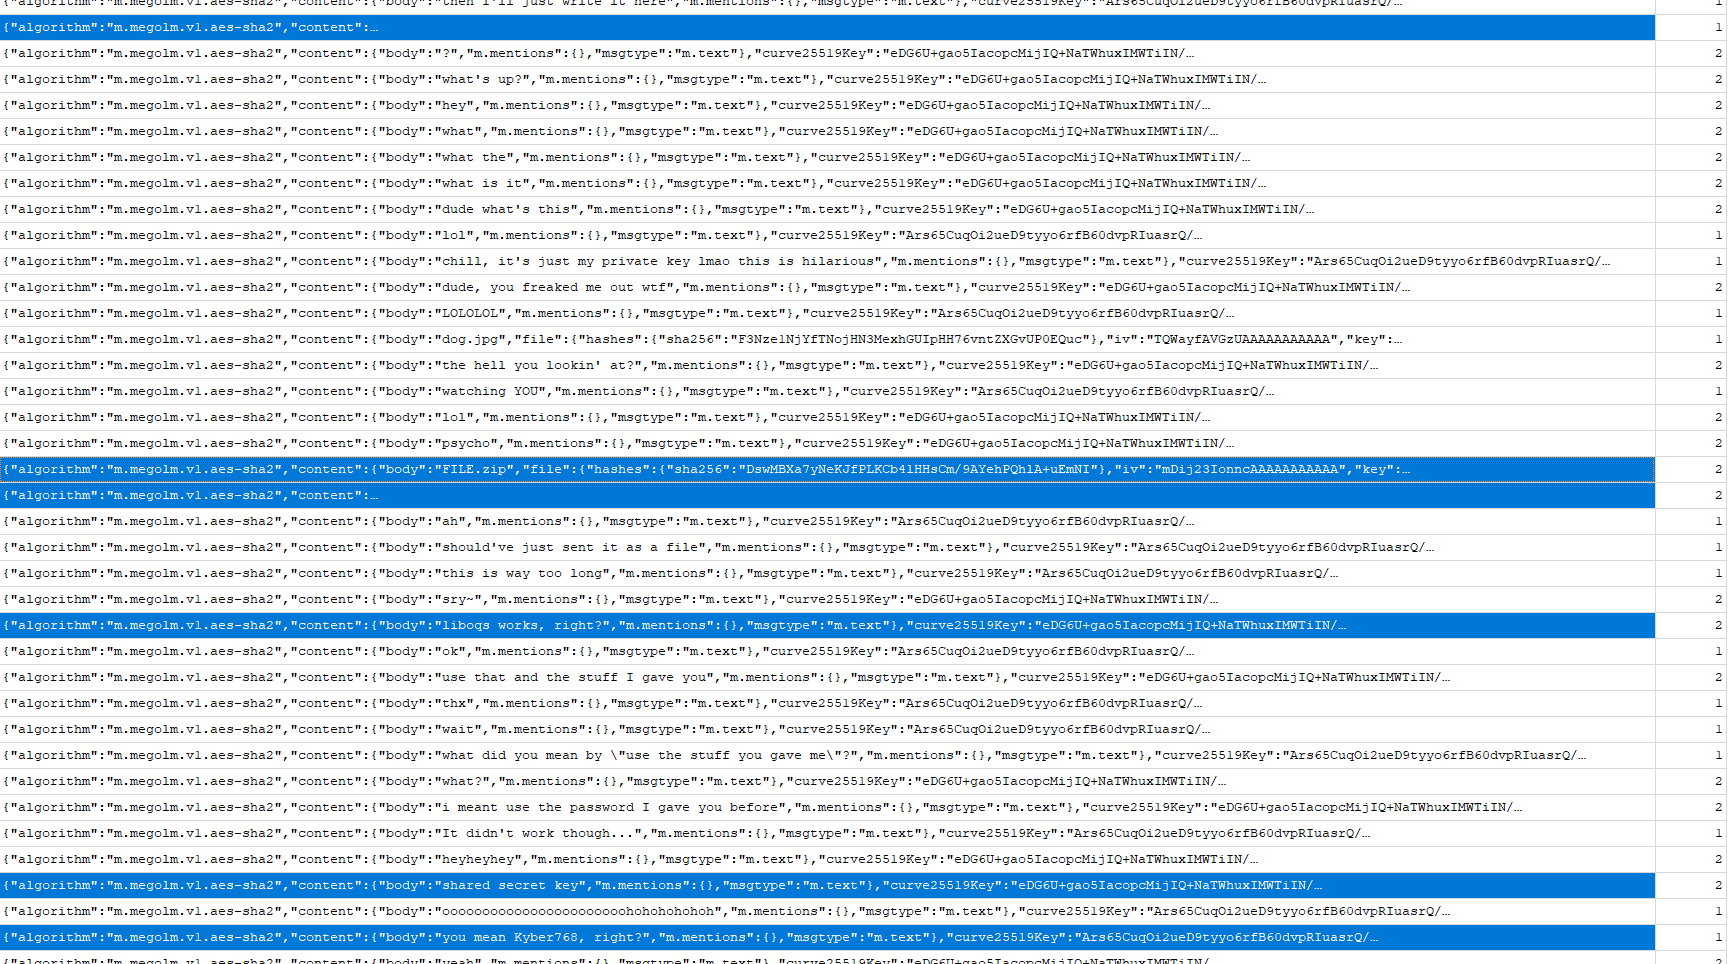 {"algorithm":"m.megolm.v1.aes-sha2","content":{"body":"then i'll just write it here","m.mentions":{},"msgtype":"m.text"},"curve25519Key":"Ars65CuqOi2ueD9tyyo6rfB60dvpRIuasrQ/…
{"algorithm":"m.megolm.v1.aes-sha2","content":… 1
{"algorithm":"m.megolm.v1.aes-sha2","content":{"body":"?","m.mentions":{},"msgtype":"m.text"},"curve25519Key":"eDG6U+gao5IacopcMijIQ+NaTWhuxIMWTiIN/… 2
{"algorithm":"m.megolm.v1.aes-sha2","content":{"body":"what's up?","m.mentions":{},"msgtype":"m.text"},"curve25519Key":"eDG6U+gao5IacopcMijIQ+NaTWhuxIMWTiIN/… 2
{"algorithm":"m.megolm.v1.aes-sha2","content":{"body":"hey","m.mentions":{},"msgtype":"m.text"},"curve25519Key":"eDG6U+gao5IacopcMijIQ+NaTWhuxIMWTiIN/… 2
{"algorithm":"m.megolm.v1.aes-sha2","content":{"body":"what","m.mentions":{},"msgtype":"m.text"},"curve25519Key":"eDG6U+gao5IacopcMijIQ+NaTWhuxIMWTiIN/… 2
{"algorithm":"m.megolm.v1.aes-sha2","content":{"body":"what the","m.mentions":{},"msgtype":"m.text"},"curve25519Key":"eDG6U+gao5IacopcMijIQ+NaTWhuxIMWTiIN/… 2
{"algorithm":"m.megolm.v1.aes-sha2","content":{"body":"what is it","m.mentions":{},"msgtype":"m.text"},"curve25519Key":"eDG6U+gao5IacopcMijIQ+NaTWhuxIMWTiIN/… 2
{"algorithm":"m.megolm.v1.aes-sha2","content":{"body":"dude what's this","m.mentions":{},"msgtype":"m.text"},"curve25519Key":"eDG6U+gao5IacopcMijIQ+NaTWhuxIMWTiIN/… 2
{"algorithm":"m.megolm.v1.aes-sha2","content":{"body":"lol","m.mentions":{},"msgtype":"m.text"},"curve25519Key":"Ars65CuqOi2ueD9tyyo6rfB60dvpRIuasrQ/… 1
{"algorithm":"m.megolm.v1.aes-sha2","content":{"body":"chill, it's just my private key lmao this is hilarious","m.mentions":{},"msgtype":"m.text"},"curve25519Key":"Ars65CuqOi2ueD9tyyo6rfB60dvpRIuasrQ/… 1
{"algorithm":"m.megolm.v1.aes-sha2","content":{"body":"dude, you freaked me out wtf","m.mentions":{},"msgtype":"m.text"},"curve25519Key":"eDG6U+gao5IacopcMijIQ+NaTWhuxIMWTiIN/… 2
{"algorithm":"m.megolm.v1.aes-sha2","content":{"body":"LOLOLOL","m.mentions":{},"msgtype":"m.text"},"curve25519Key":"Ars65CuqOi2ueD9tyyo6rfB60dvpRIuasrQ/… 1
{"algorithm":"m.megolm.v1.aes-sha2","content":{"body":"dog.jpg","file":{"hashes":{"sha256":"F3Nze1NjYfTNojHN3MexhGUIpHH76vntZXGvUP0EQuc"},"iv":"TQWayfAVGzUAAAAAAAAAAA","key":… 1
{"algorithm":"m.megolm.v1.aes-sha2","content":{"body":"the hell you lookin' at?","m.mentions":{},"msgtype":"m.text"},"curve25519Key":"eDG6U+gao5IacopcMijIQ+NaTWhuxIMWTiIN/… 2
{"algorithm":"m.megolm.v1.aes-sha2","content":{"body":"watching YOU","m.mentions":{},"msgtype":"m.text"},"curve25519Key":"Ars65CuqOi2ueD9tyyo6rfB60dvpRIuasrQ/… 1
{"algorithm":"m.megolm.v1.aes-sha2","content":{"body":"lol","m.mentions":{},"msgtype":"m.text"},"curve25519Key":"eDG6U+gao5IacopcMijIQ+NaTWhuxIMWTiIN/… 2
{"algorithm":"m.megolm.v1.aes-sha2","content":{"body":"psycho","m.mentions":{},"msgtype":"m.text"},"curve25519Key":"eDG6U+gao5IacopcMijIQ+NaTWhuxIMWTiIN/… 2
{"algorithm":"m.megolm.v1.aes-sha2","content":{"body":"FILE.zip","file":{"hashes":{"sha256":"DswMBXa7yNeKJfPLKCb41HHsCm/9AYehPQhlA+uEmNI"},"iv":"mDij23IonncAAAAAAAAAAA","key":… 2
{"algorithm":"m.megolm.v1.aes-sha2","content":… 2
{"algorithm":"m.megolm.v1.aes-sha2","content":{"body":"ah","m.mentions":{},"msgtype":"m.text"},"curve25519Key":"Ars65CuqOi2ueD9tyyo6rfB60dvpRIuasrQ/… 1
{"algorithm":"m.megolm.v1.aes-sha2","content":{"body":"should've just sent it as a file","m.mentions":{},"msgtype":"m.text"},"curve25519Key":"Ars65CuqOi2ueD9tyyo6rfB60dvpRIuasrQ/… 1
{"algorithm":"m.megolm.v1.aes-sha2","content":{"body":"this is way too long","m.mentions":{},"msgtype":"m.text"},"curve25519Key":"Ars65CuqOi2ueD9tyyo6rfB60dvpRIuasrQ/… 1
{"algorithm":"m.megolm.v1.aes-sha2","content":{"body":"sry~","m.mentions":{},"msgtype":"m.text"},"curve25519Key":"eDG6U+gao5IacopcMijIQ+NaTWhuxIMWTiIN/… 2
{"algorithm":"m.megolm.v1.aes-sha2","content":{"body":"liboqs works, right?","m.mentions":{},"msgtype":"m.text"},"curve25519Key":"eDG6U+gao5IacopcMijIQ+NaTWhuxIMWTiIN/… 2
{"algorithm":"m.megolm.v1.aes-sha2","content":{"body":"ok","m.mentions":{},"msgtype":"m.text"},"curve25519Key":"Ars65CuqOi2ueD9tyyo6rfB60dvpRIuasrQ/… 1
{"algorithm":"m.megolm.v1.aes-sha2","content":{"body":"use that and the stuff I gave you","m.mentions":{},"msgtype":"m.text"},"curve25519Key":"eDG6U+gao5IacopcMijIQ+NaTWhuxIMWTiIN/… 2
{"algorithm":"m.megolm.v1.aes-sha2","content":{"body":"thx","m.mentions":{},"msgtype":"m.text"},"curve25519Key":"Ars65CuqOi2ueD9tyyo6rfB60dvpRIuasrQ/… 1
{"algorithm":"m.megolm.v1.aes-sha2","content":{"body":"wait","m.mentions":{},"msgtype":"m.text"},"curve25519Key":"Ars65CuqOi2ueD9tyyo6rfB60dvpRIuasrQ/… 1
{"algorithm":"m.megolm.v1.aes-sha2","content":{"body":"what did you mean by \"use the stuff you gave me\"?","m.mentions":{},"msgtype":"m.text"},"curve25519Key":"Ars65CuqOi2ueD9tyyo6rfB60dvpRIuasrQ/… 1
{"algorithm":"m.megolm.v1.aes-sha2","content":{"body":"what?","m.mentions":{},"msgtype":"m.text"},"curve25519Key":"eDG6U+gao5IacopcMijIQ+NaTWhuxIMWTiIN/… 2
{"algorithm":"m.megolm.v1.aes-sha2","content":{"body":"i meant use the password I gave you before","m.mentions":{},"msgtype":"m.text"},"curve25519Key":"eDG6U+gao5IacopcMijIQ+NaTWhuxIMWTiIN/… 2
{"algorithm":"m.megolm.v1.aes-sha2","content":{"body":"It didn't work though...","m.mentions":{},"msgtype":"m.text"},"curve25519Key":"Ars65CuqOi2ueD9tyyo6rfB60dvpRIuasrQ/… 1
{"algorithm":"m.megolm.v1.aes-sha2","content":{"body":"heyheyhey","m.mentions":{},"msgtype":"m.text"},"curve25519Key":"eDG6U+gao5IacopcMijIQ+NaTWhuxIMWTiIN/… 2
{"algorithm":"m.megolm.v1.aes-sha2","content":{"body":"shared secret key","m.mentions":{},"msgtype":"m.text"},"curve25519Key":"eDG6U+gao5IacopcMijIQ+NaTWhuxIMWTiIN/… 2
{"algorithm":"m.megolm.v1.aes-sha2","content":{"body":"ooooooooooooooooooooooohohohohohoh","m.mentions":{},"msgtype":"m.text"},"curve25519Key":"Ars65CuqOi2ueD9tyyo6rfB60dvpRIuasrQ/… 1
{"algorithm":"m.megolm.v1.aes-sha2","content":{"body":"you mean Kyber768, right?","m.mentions":{},"msgtype":"m.text"},"curve25519Key":"Ars65CuqOi2ueD9tyyo6rfB60dvpRIuasrQ/… 1
{"algorithm":"m.megolm.v1.aes-sha2","content":{"body":"yeah","m.mentions":{},"msgtype":"m.text"},"curve25519Key":"eDG6U+gao5IacopcMijIQ+NaTWhuxIMWTiIN/… 2